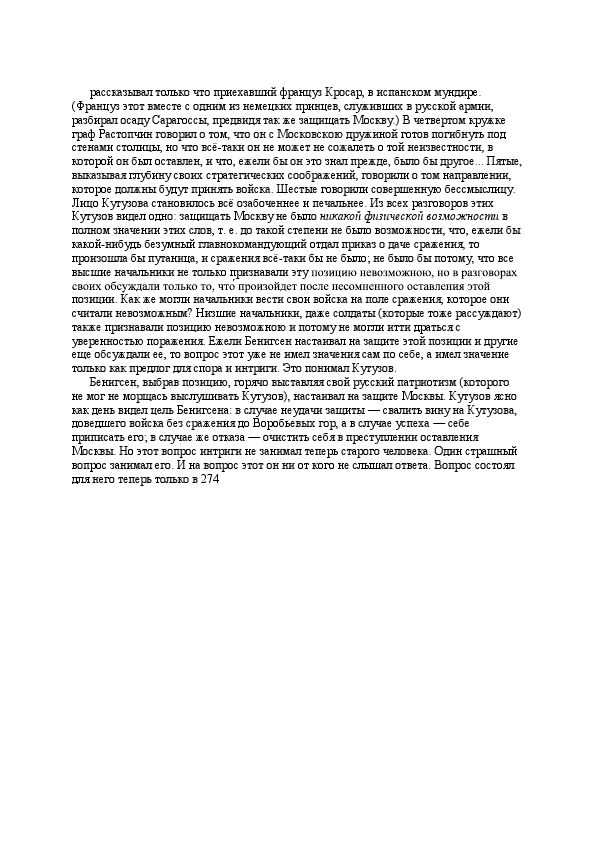 рассказывал только что приехавший француз Кросар, в испанском мундире.
(Француз этот вместе с одним из немецких принцев, служивших в русской армии,
разбирал осаду Сарагоссы, предвидя так же защищать Москву.) В четвертом кружке
граф Растопчин говорил о том, что он с Московскою дружиной готов погибнуть под
стенами столицы, но что всё-таки он не может не сожалеть о той неизвестности, в
которой он был оставлен, и что, ежели бы он это знал прежде, было бы другое... Пятые,
выказывая глубину своих стратегических соображений, говорили о том направлении,
которое должны будут принять войска. Шестые говорили совершенную бессмыслицу.
Лицо Кутузова становилось всё озабоченнее и печальнее. Из всех разговоров этих
Кутузов видел одно: защищать Москву не было никакой физической возможности в
полном значении этих слов, т. е. до такой степени не было возможности, что, ежели бы
какой-нибудь безумный главнокомандующий отдал приказ о даче сражения, то
произошла бы путаница, и сражения всё-таки бы не было; не было бы потому, что все
высшие начальники не только признавали эту позицию невозможною, но в разговорах
своих обсуждали только то, что́ произойдет после несомненного оставления этой
позиции. Как же могли начальники вести свои войска на поле сражения, которое они
считали невозможным? Низшие начальники, даже солдаты (которые тоже рассуждают)
также признавали позицию невозможною и потому не могли итти драться с
уверенностью поражения. Ежели Бенигсен настаивал на защите этой позиции и другие
еще обсуждали ее, то вопрос этот уже не имел значения сам по себе, а имел значение
только как предлог для спора и интриги. Это понимал Кутузов.
Бенигсен, выбрав позицию, горячо выставляя свой русский патриотизм (которого
не мог не морщась выслушивать Кутузов), настаивал на защите Москвы. Кутузов ясно
как день видел цель Бенигсена: в случае неудачи защиты — свалить вину на Кутузова,
доведшего войска без сражения до Воробьевых гор, а в случае успеха — себе
приписать его; в случае же отказа — очистить себя в преступлении оставления
Москвы. Но этот вопрос интриги не занимал теперь старого человека. Один страшный
вопрос занимал его. И на вопрос этот он ни от кого не слышал ответа. Вопрос состоял
для него теперь только в 274